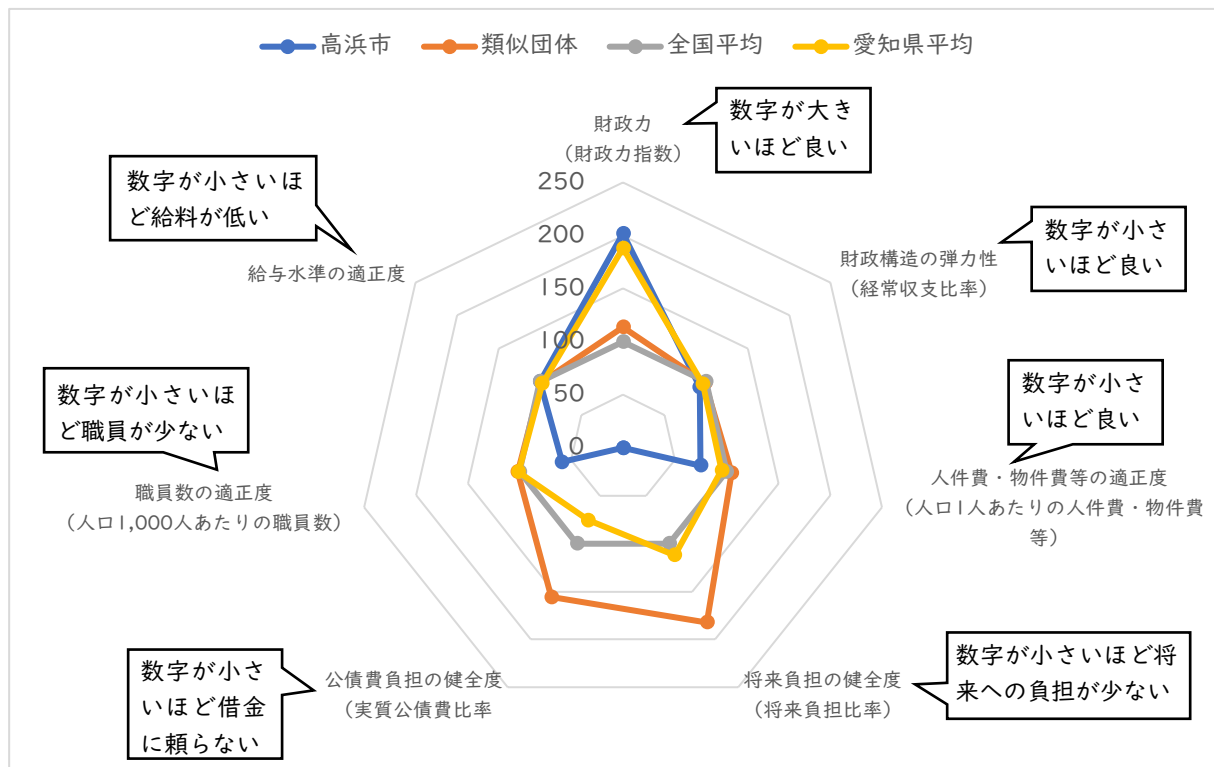 高浜市 類似団体 全国平均 愛知県平均
財政力
(財政力指数)
数字が大き
いほど良い
数字が小さいほ
ど給料が低い
給与水準の適正度
250
200
150
100
50
0
財政構造の弾力性
(経常収支比率)
数字が小さ
いほど良い
数字が小さいほ
ど職員が少ない
職員数の適正度
(人口1,000人あたりの職員数)
数字が小さ
いほど良い
人件費・物件費等の適正度
(人口1人あたりの人件費・物件費
等)
数字が小さ
いほど借金
に頼らない
公債費負担の健全度
(実質公債費比率
将来負担の健全度
(将来負担比率)
数字が小さいほど将
来への負担が少ない